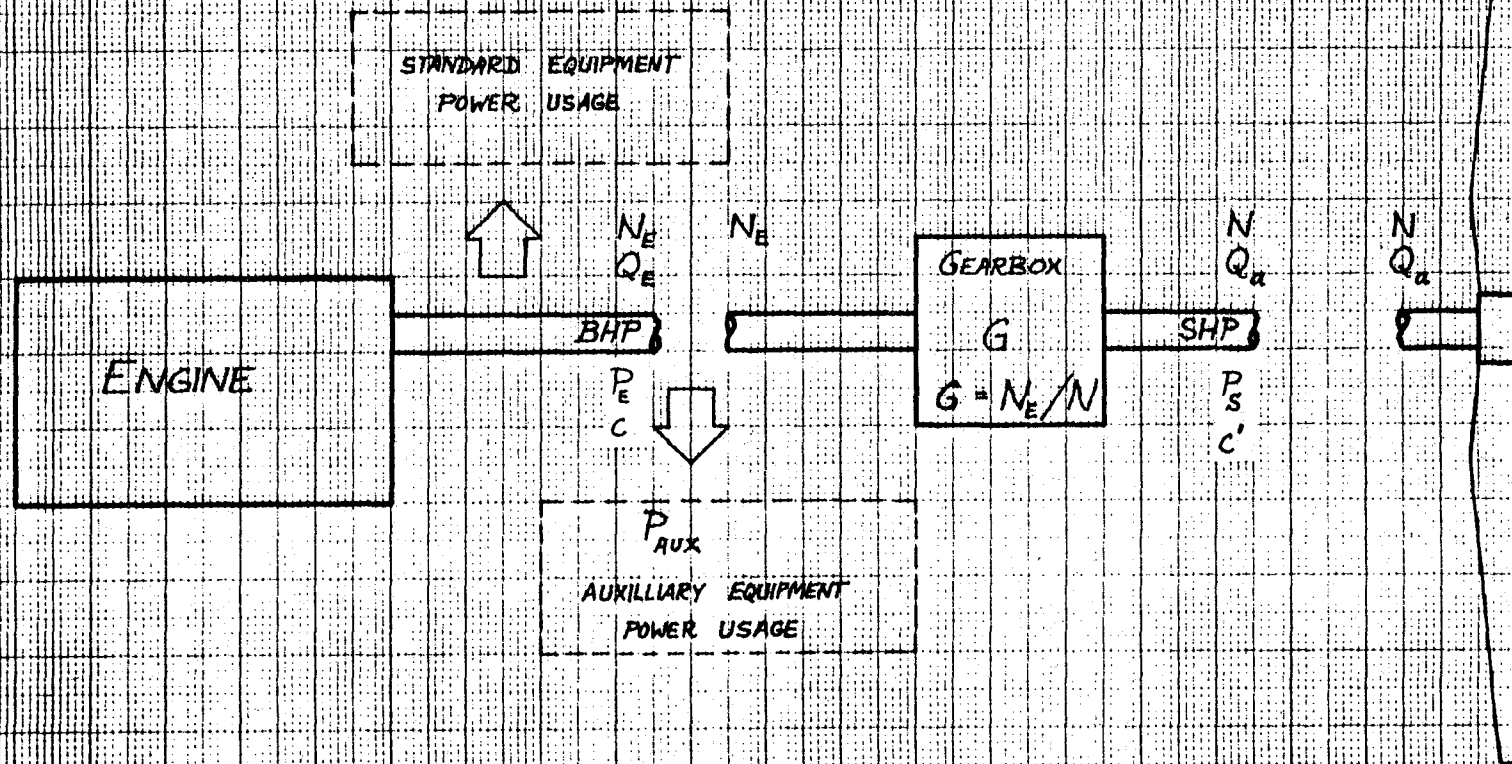 STANDARD EQUIPMENT
POWER USAGE
N_E
Q_E
N_E
N
Q_a
N
Q_a
ENGINE
BHP
P_E
C
GEARBOX
G
G = N_E/N
SHP
P_S
C'
P_AUX
AUXILLIARY EQUIPMENT
POWER USAGE